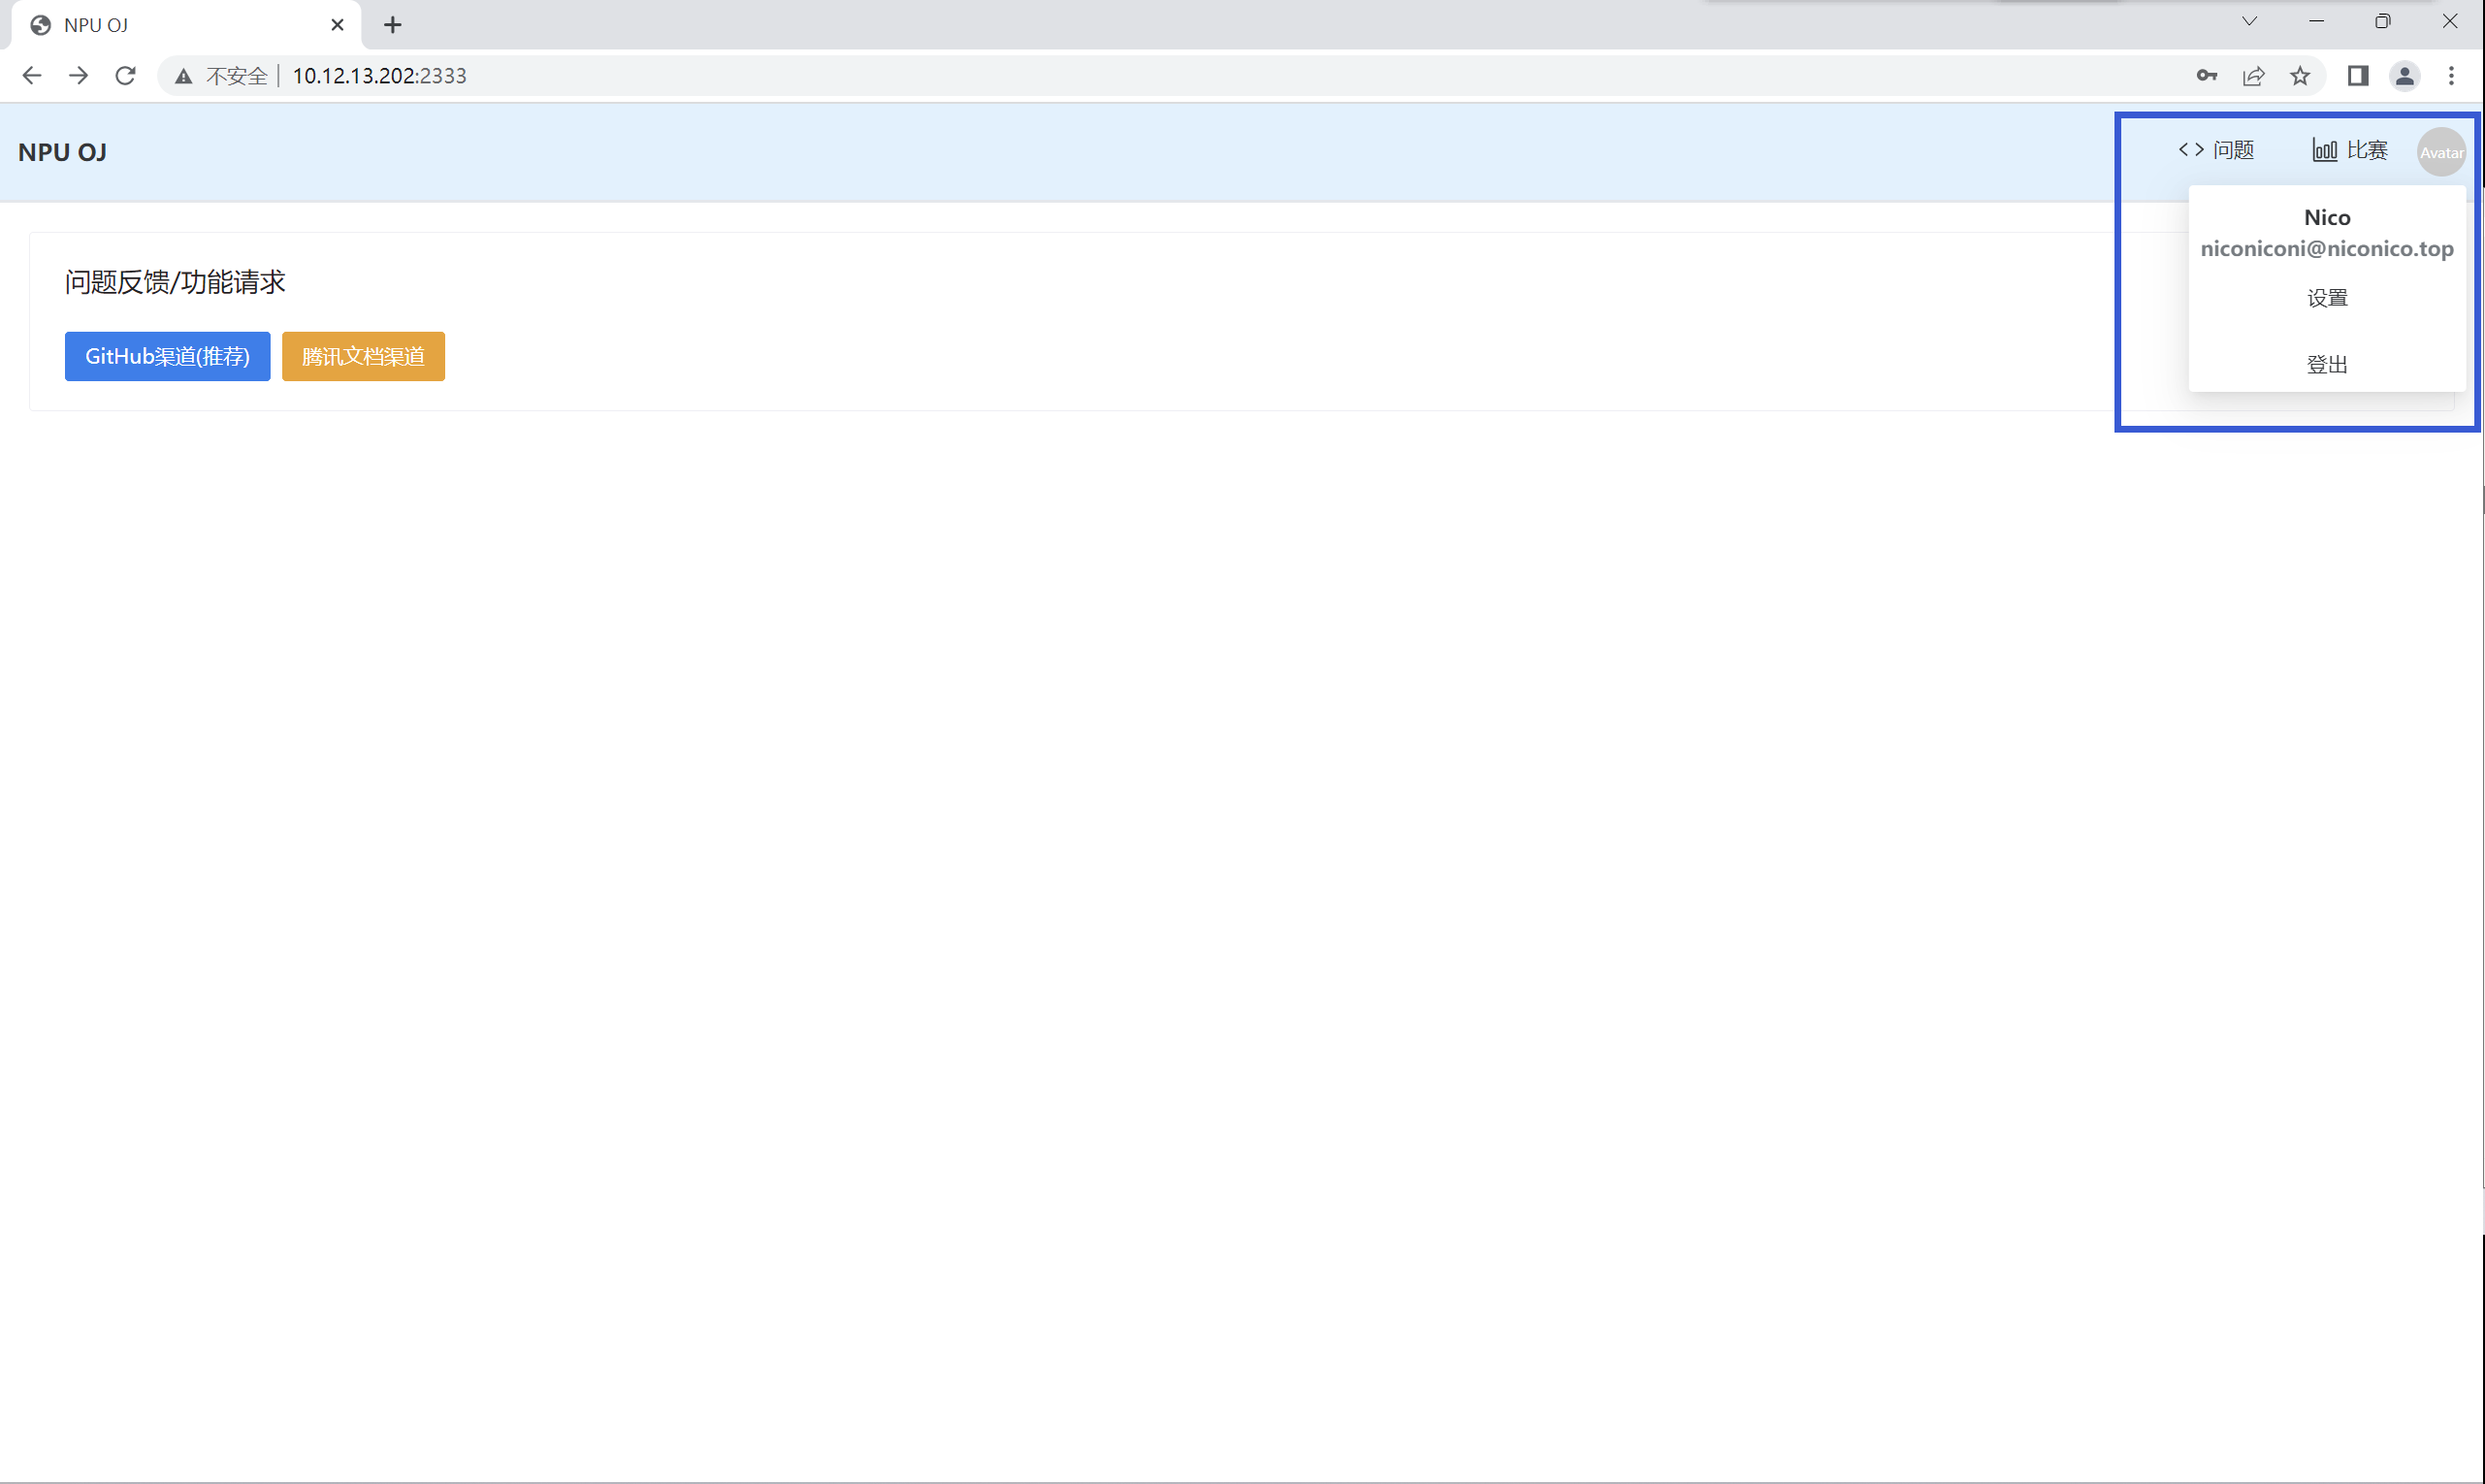 NPU OJ
不安全 10.12.13.202:2333
NPU OJ
问题
比赛
Avatar
Nico
niconiconi@niconico.top
设置
登出
问题反馈/功能请求
GitHub渠道(推荐)
腾讯文档渠道